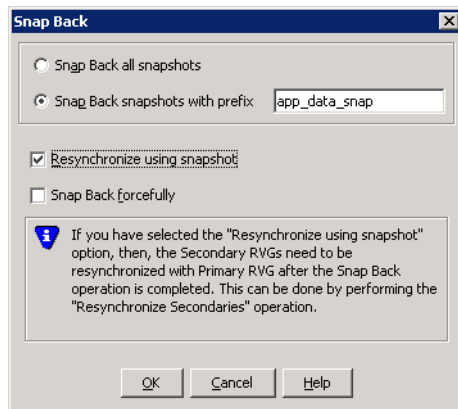 Snap Back
Snap Back all snapshots
Snap Back snapshots with prefix app_data_snap
Resynchronize using snapshot
Snap Back forcefully
If you have selected the "Resynchronize using snapshot"
option, then, the Secondary RVGs need to be
resynchronized with Primary RVG after the Snap Back
operation is completed. This can be done by performing the
"Resynchronize Secondaries" operation.
OK Cancel Help